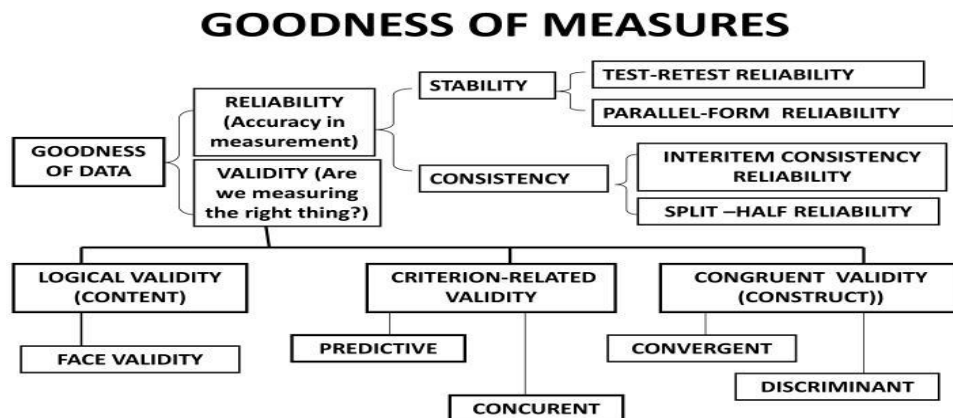 GOODNESS OF MEASURES
GOODNESS
OF DATA
RELIABILITY
(Accuracy in
measurement)
VALIDITY (Are
we measuring
the right thing?)
STABILITY
TEST-RETEST RELIABILITY
PARALLEL-FORM RELIABILITY
CONSISTENCY
INTERITEM CONSISTENCY
RELIABILITY
SPLIT –HALF RELIABILITY
LOGICAL VALIDITY
(CONTENT)
FACE VALIDITY
CRITERION-RELATED
VALIDITY
PREDICTIVE
CONCURENT
CONGRUENT VALIDITY
(CONSTRUCT))
CONVERGENT
DISCRIMINANT